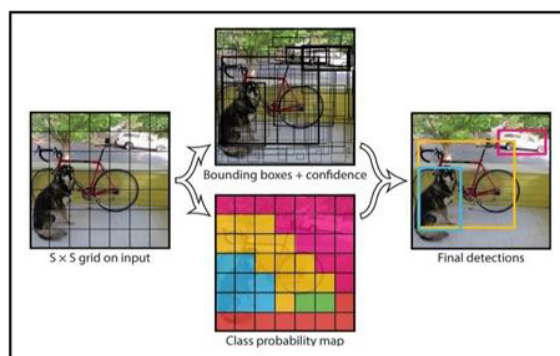 S × S grid on input
Bounding boxes + confidence
Class probability map
Final detections